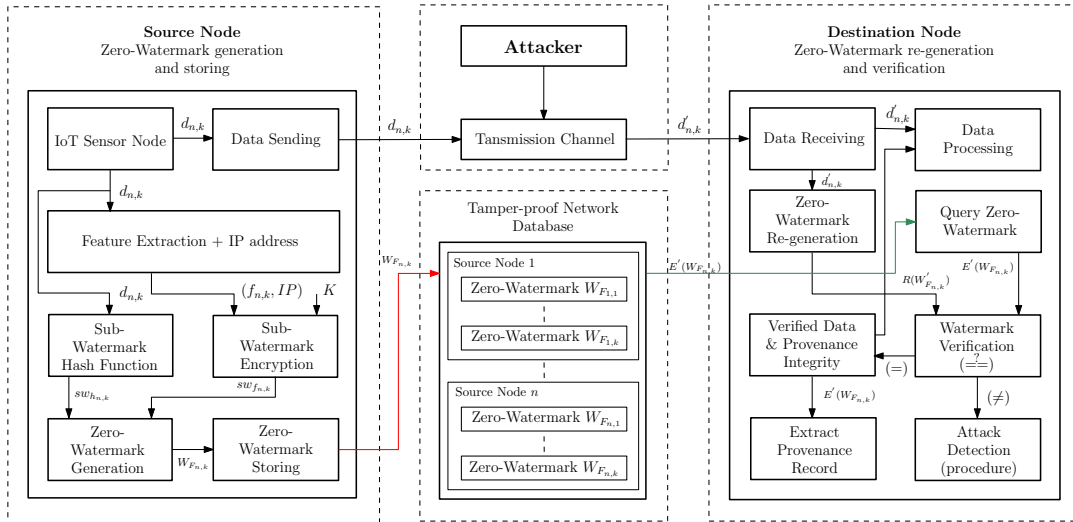 Source Node
Zero-Watermark generation
and storing
IoT Sensor Node
d_{n,k}
Data Sending
d_{n,k}
d_{n,k}
Feature Extraction + IP address
d_{n,k}
(f_{n,k}, IP)
K
Sub-
Watermark
Hash Function
Sub-
Watermark
Encryption
sw_{h_{n,k}}
sw_{f_{n,k}}
Zero-
Watermark
Generation
W_{F_{n,k}}
Zero-
Watermark
Storing
W_{F_{n,k}}
Attacker
Tansmission Channel
d'_{n,k}
Tamper-proof Network
Database
Source Node 1
Zero-Watermark W_{F_{1,1}}
Zero-Watermark W_{F_{1,k}}
Source Node n
Zero-Watermark W_{F_{n,1}}
Zero-Watermark W_{F_{n,k}}
E'(W_{F_{n,k}})
Destination Node
Zero-Watermark re-generation
and verification
Data Receiving
d'_{n,k}
Data
Processing
d'_{n,k}
Zero-
Watermark
Re-generation
Query Zero-
Watermark
E'(W_{F_{n,k}})
R(W'_{F_{n,k}})
Verified Data
& Provenance
Integrity
(=)
Watermark
Verification
(==?)
E'(W_{F_{n,k}})
(≠)
Extract
Provenance
Record
Attack
Detection
(procedure)